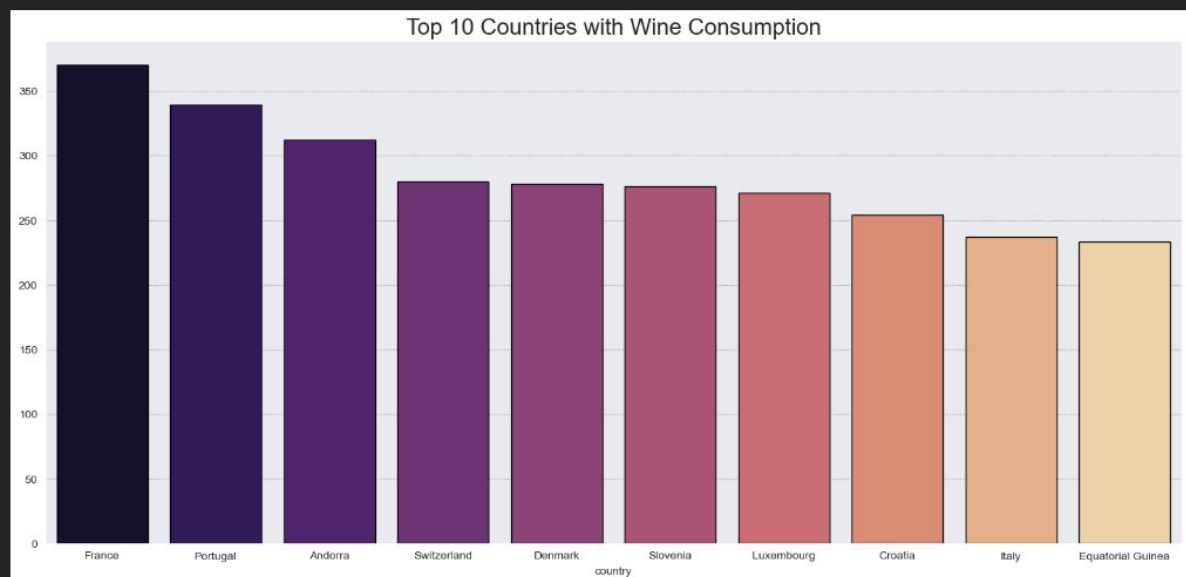 Top 10 Countries with Wine Consumption
350
300
250
200
150
100
50
0
France Portugal Andorra Switzerland Denmark Slovenia Luxembourg Croatia Italy Equatorial Guinea
country